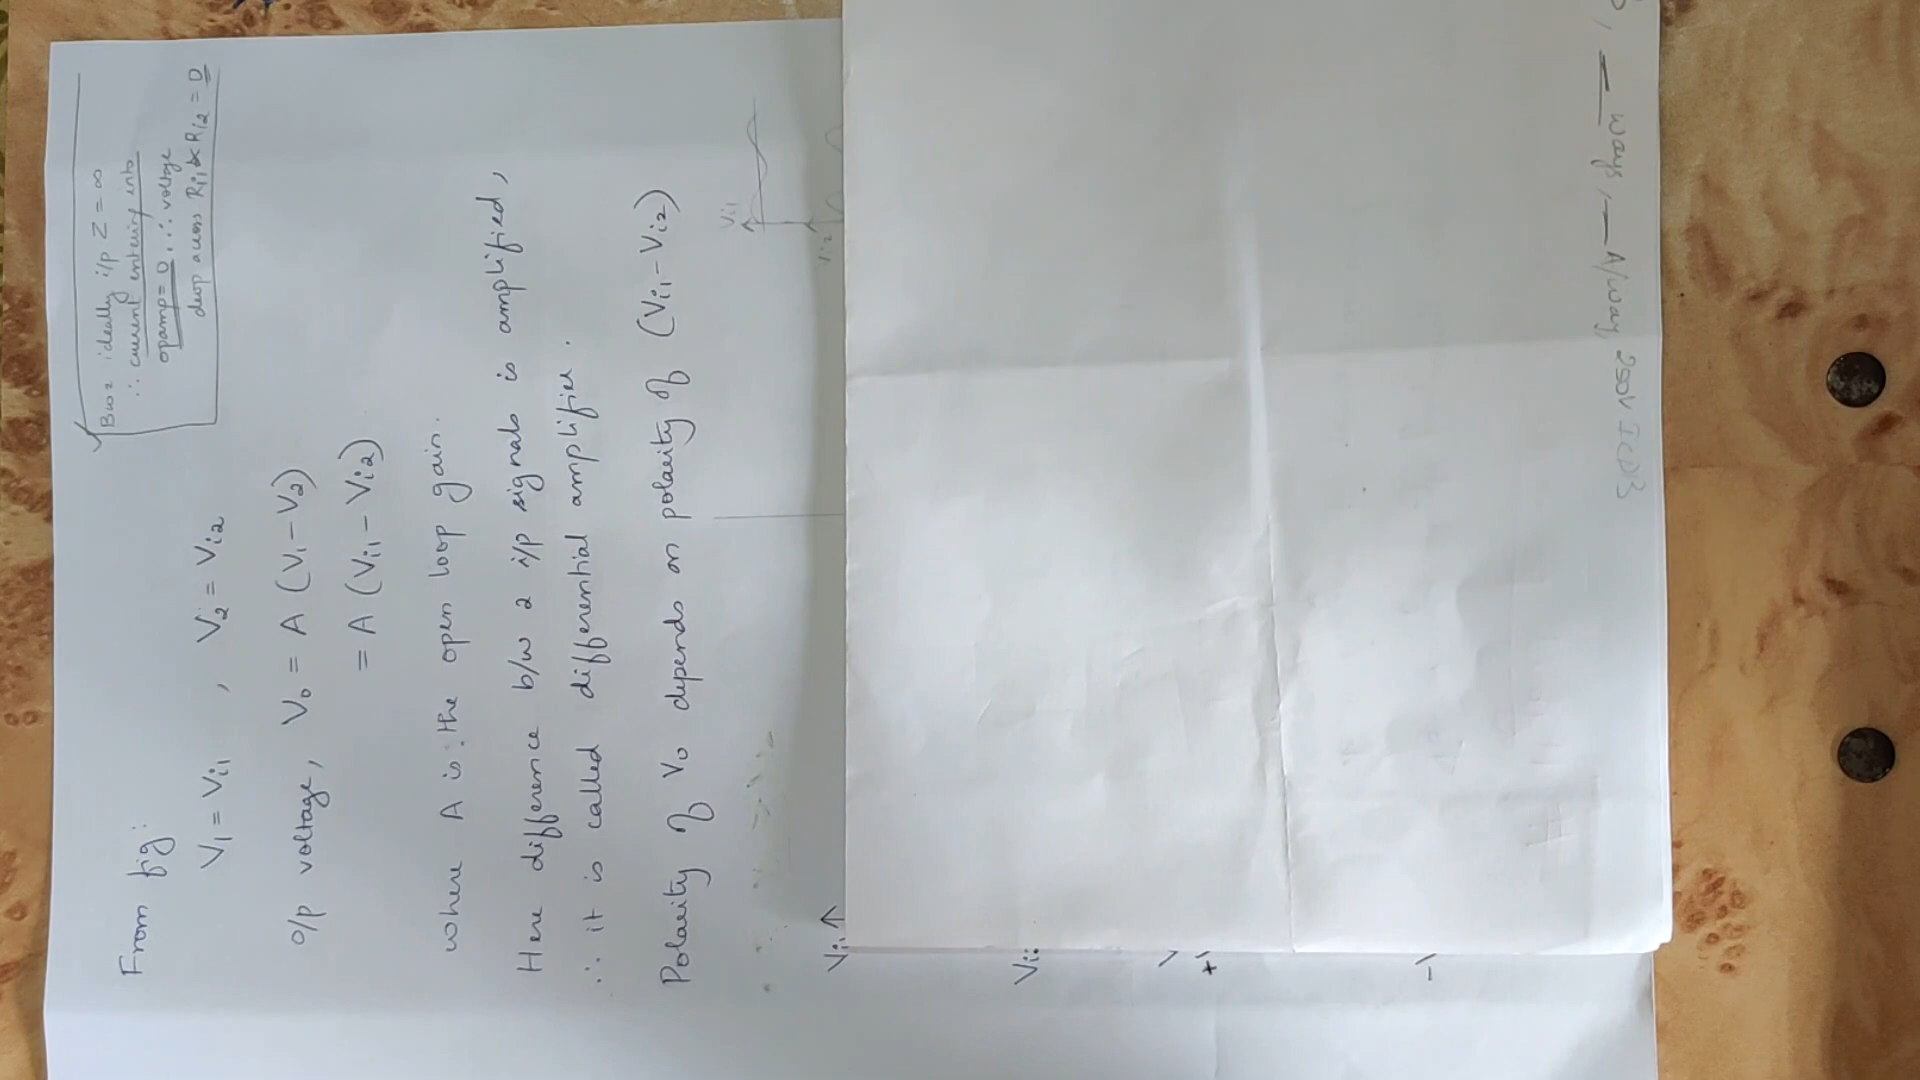 From fig:
V1 = Vi1 , V2 = Vi2
Bcoz ideally i/p Z = ∞
∴ current entering into
opamp = 0, ∴ voltage
drop across Ri1 & Ri2 = 0
o/p voltage, Vo = A (V1 − V2)
= A (Vi1 − Vi2)
where A is the open loop gain.
Here difference b/w 2 i/p signals is amplified,
∴ it is called differential amplifier.
Polarity of Vo depends on polarity of (Vi1 − Vi2)
Vi1
Vi2
+
−
ways, — A/way, 250V